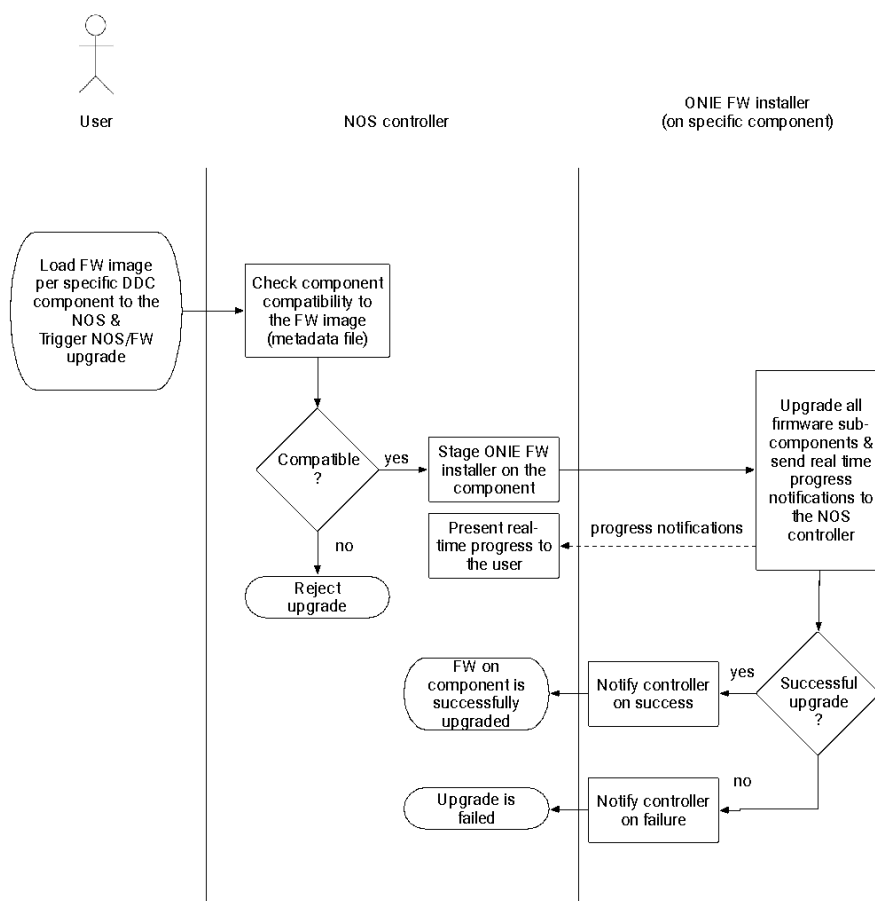 User
NOS controller
ONIE FW installer
(on specific component)
Load FW image
per specific DDC
component to the
NOS &
Trigger NOS/FW
upgrade
Check component
compatibility to
the FW image
(metadata file)
Compatible
?
yes
no
Reject
upgrade
Stage ONIE FW
installer on the
component
Present real-
time progress to
the user
progress notifications
Upgrade all
firmware sub-
components &
send real time
progress
notifications to
the NOS
controller
Successful
upgrade
?
yes
Notify controller
on success
FW on
component is
successfully
upgraded
no
Notify controller
on failure
Upgrade is
failed